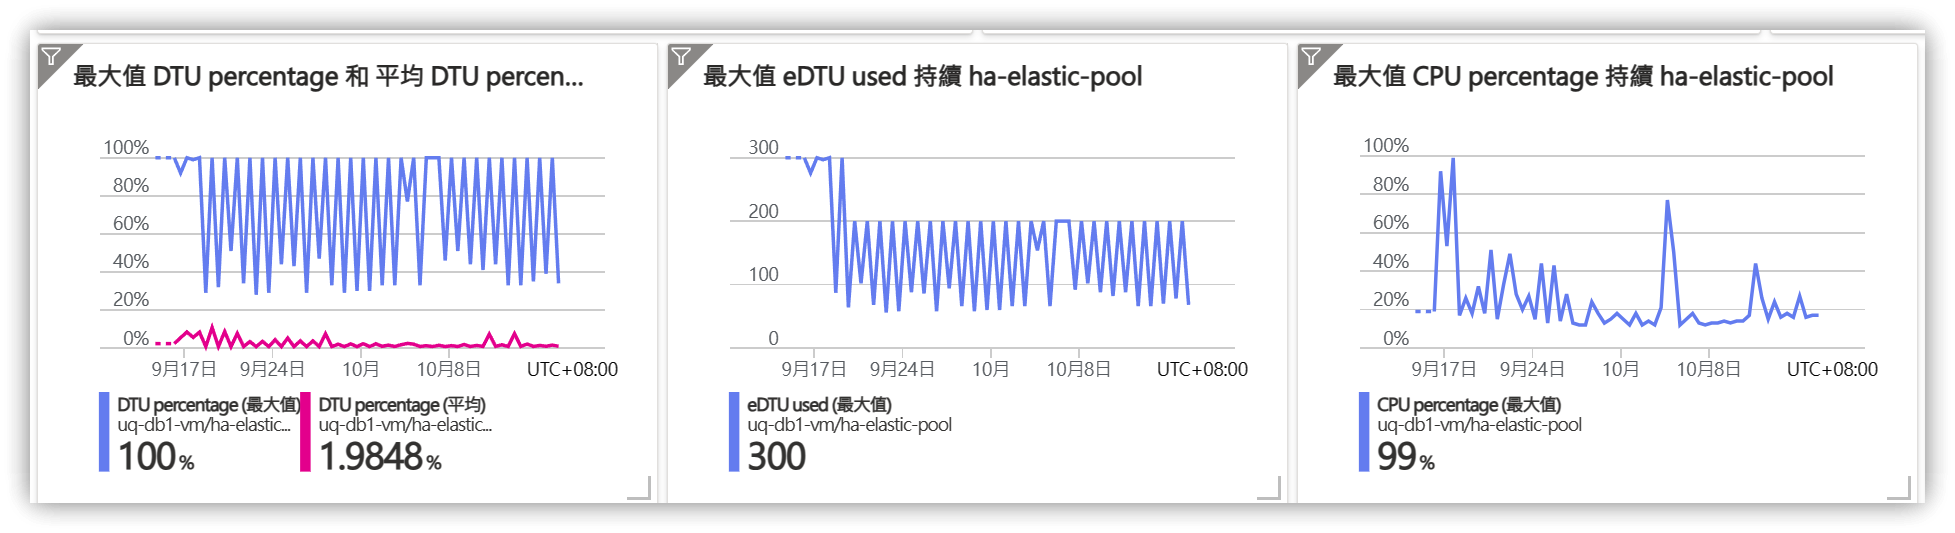 最大值 DTU percentage 和 平均 DTU percen...
100%
80%
60%
40%
20%
0%
9月17日 9月24日 10月 10月8日 UTC+08:00
DTU percentage (最大值)
uq-db1-vm/ha-elastic...
100 %
DTU percentage (平均)
uq-db1-vm/ha-elastic...
1.9848 %
最大值 eDTU used 持續 ha-elastic-pool
300
200
100
0
9月17日 9月24日 10月 10月8日 UTC+08:00
eDTU used (最大值)
uq-db1-vm/ha-elastic-pool
300
最大值 CPU percentage 持續 ha-elastic-pool
100%
80%
60%
40%
20%
0%
9月17日 9月24日 10月 10月8日 UTC+08:00
CPU percentage (最大值)
uq-db1-vm/ha-elastic-pool
99 %